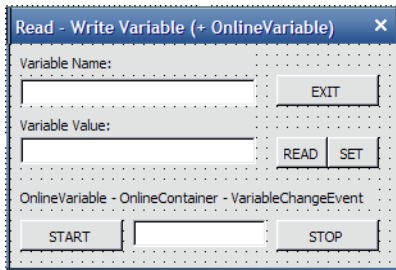 Read - Write Variable (+ OnlineVariable)
Variable Name:
EXIT
Variable Value:
READ SET
OnlineVariable - OnlineContainer - VariableChangeEvent
START STOP